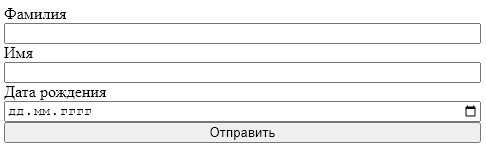 Фамилия
Имя
Дата рождения
дд.мм.гггг
Отправить